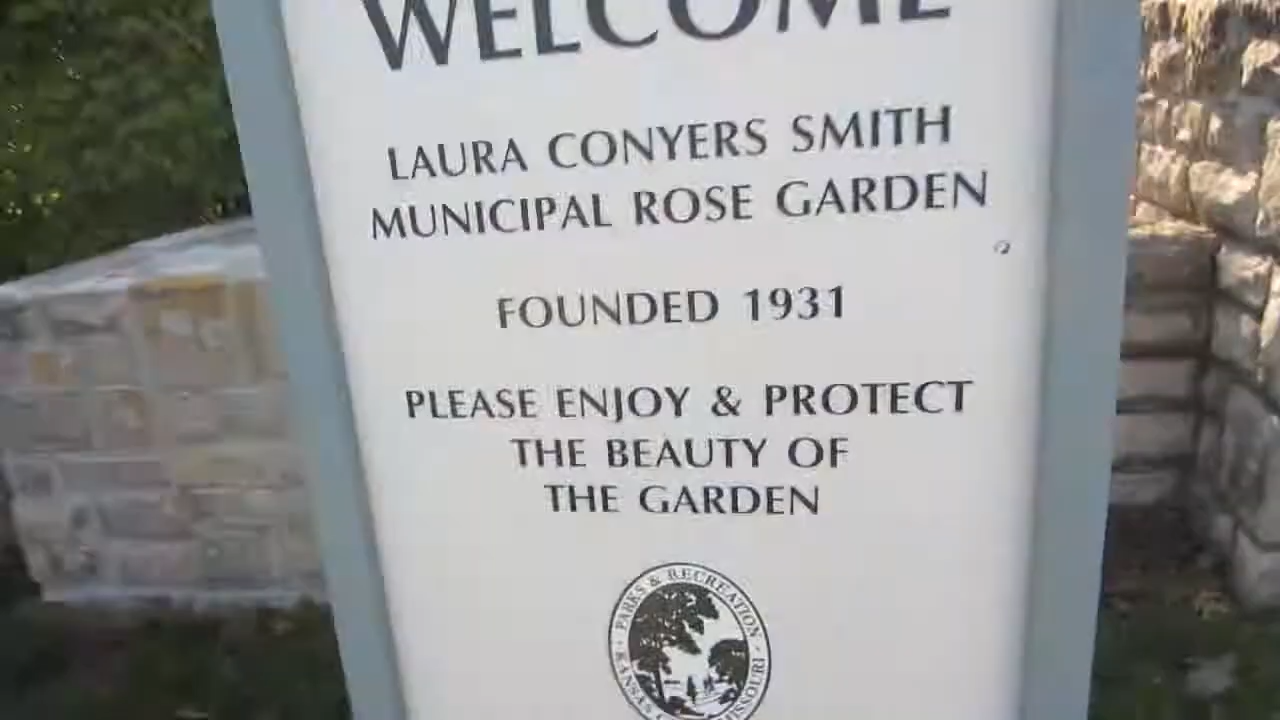 WELCOME
LAURA CONYERS SMITH
MUNICIPAL ROSE GARDEN
FOUNDED 1931
PLEASE ENJOY & PROTECT
THE BEAUTY OF
THE GARDEN
PARKS & RECREATION